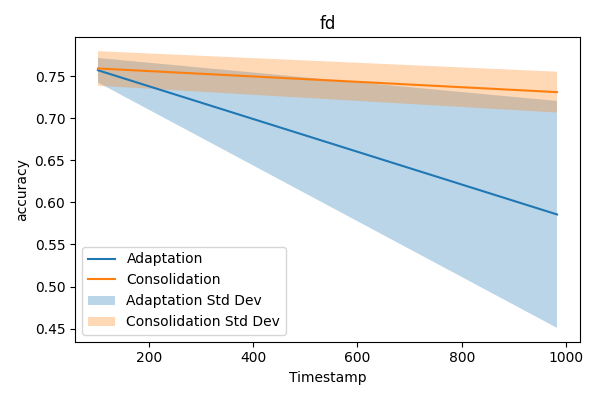 fd
accuracy
0.75
0.70
0.65
0.60
0.55
0.50
0.45
Adaptation
Consolidation
Adaptation Std Dev
Consolidation Std Dev
200
400
600
800
1000
Timestamp